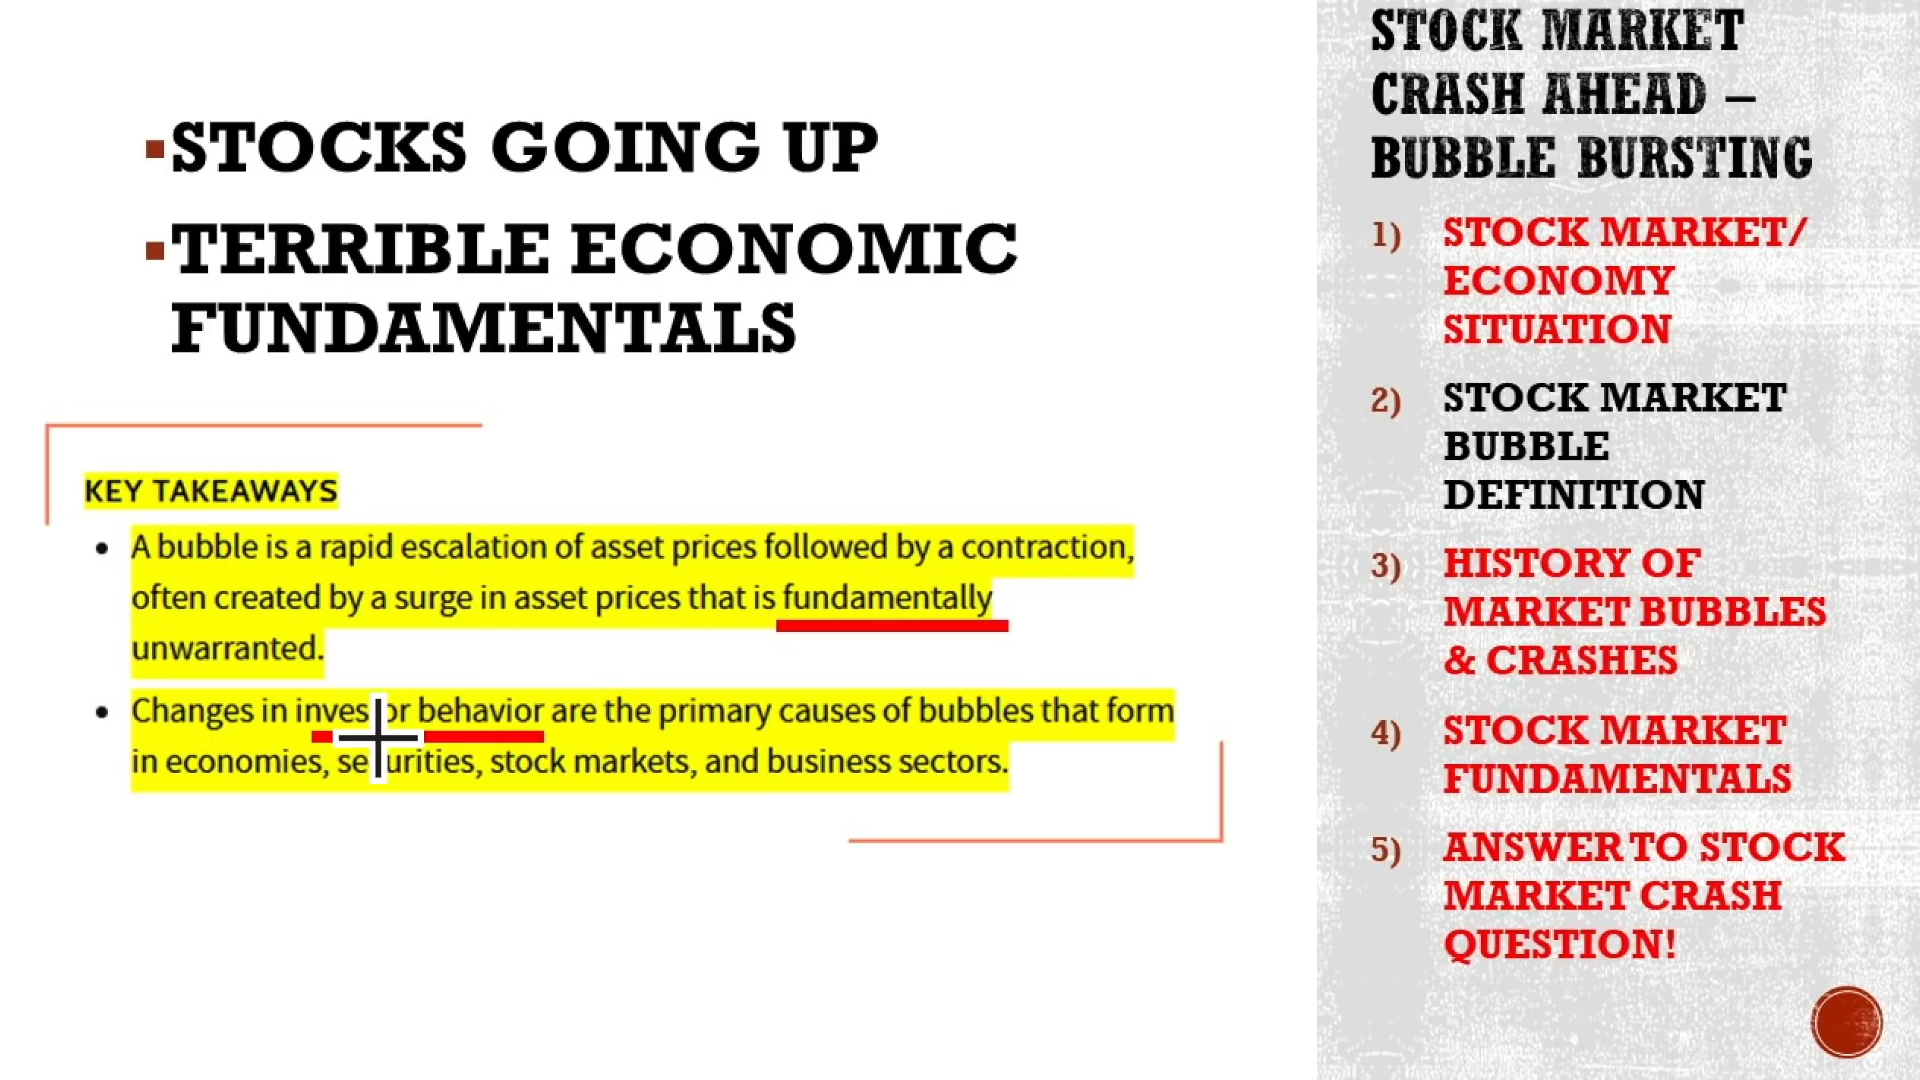 STOCKS GOING UP
TERRIBLE ECONOMIC
FUNDAMENTALS
KEY TAKEAWAYS
A bubble is a rapid escalation of asset prices followed by a contraction,
often created by a surge in asset prices that is fundamentally
unwarranted.
Changes in investor behavior are the primary causes of bubbles that form
in economies, securities, stock markets, and business sectors.
STOCK MARKET
CRASH AHEAD –
BUBBLE BURSTING
1) STOCK MARKET/
ECONOMY
SITUATION
2) STOCK MARKET
BUBBLE
DEFINITION
3) HISTORY OF
MARKET BUBBLES
& CRASHES
4) STOCK MARKET
FUNDAMENTALS
5) ANSWER TO STOCK
MARKET CRASH
QUESTION!